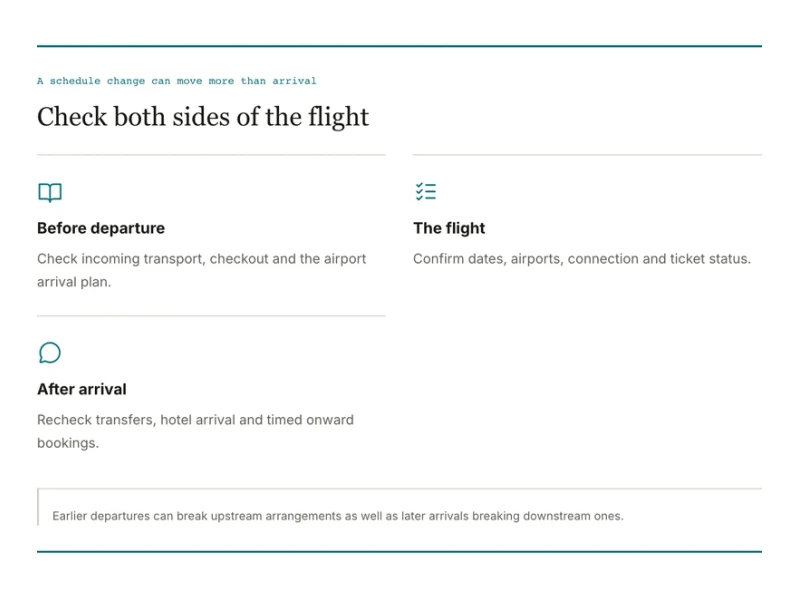 A schedule change can move more than arrival
Check both sides of the flight
Before departure
Check incoming transport, checkout and the airport
arrival plan.
The flight
Confirm dates, airports, connection and ticket status.
After arrival
Recheck transfers, hotel arrival and timed onward
bookings.
Earlier departures can break upstream arrangements as well as later arrivals breaking downstream ones.